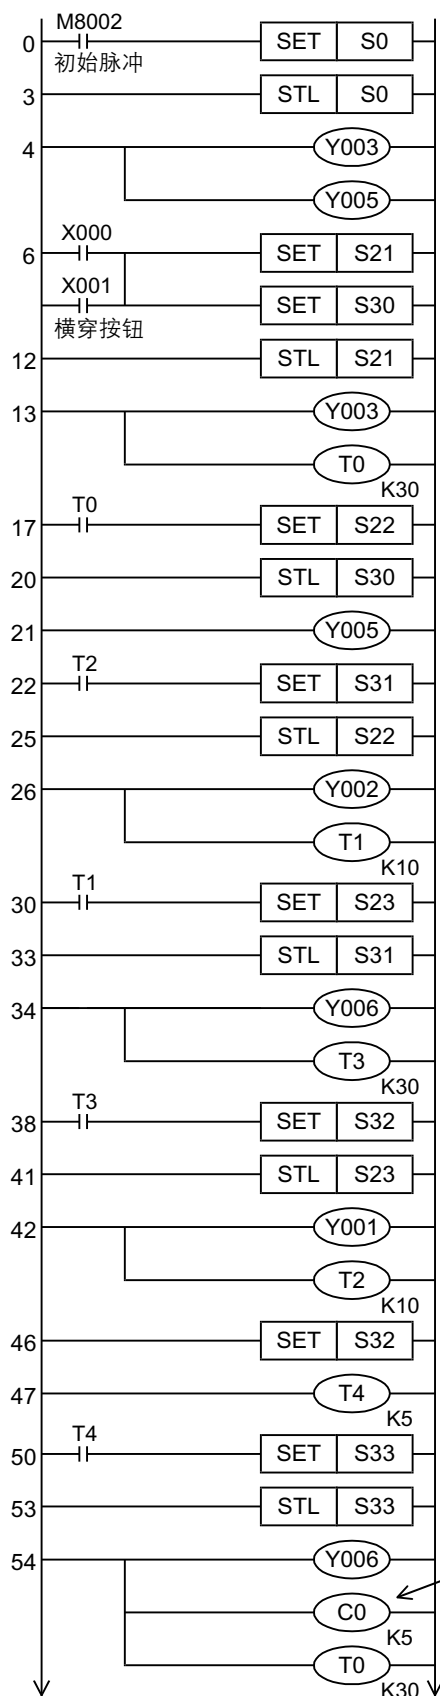 M8002
0 SET S0
初始脉冲
3 STL S0
4 Y003
Y005
X000
6 SET S21
X001
SET S30
横穿按钮
12 STL S21
13 Y003
T0
K30
T0
17 SET S22
20 STL S30
21 Y005
T2
22 SET S31
25 STL S22
26 Y002
T1
K10
T1
30 SET S23
33 STL S31
34 Y006
T3
K30
T3
38 SET S32
41 STL S23
42 Y001
T2
K10
46 SET S32
47 T4
K5
T4
50 SET S33
53 STL S33
54 Y006
C0
K5
T0
K30